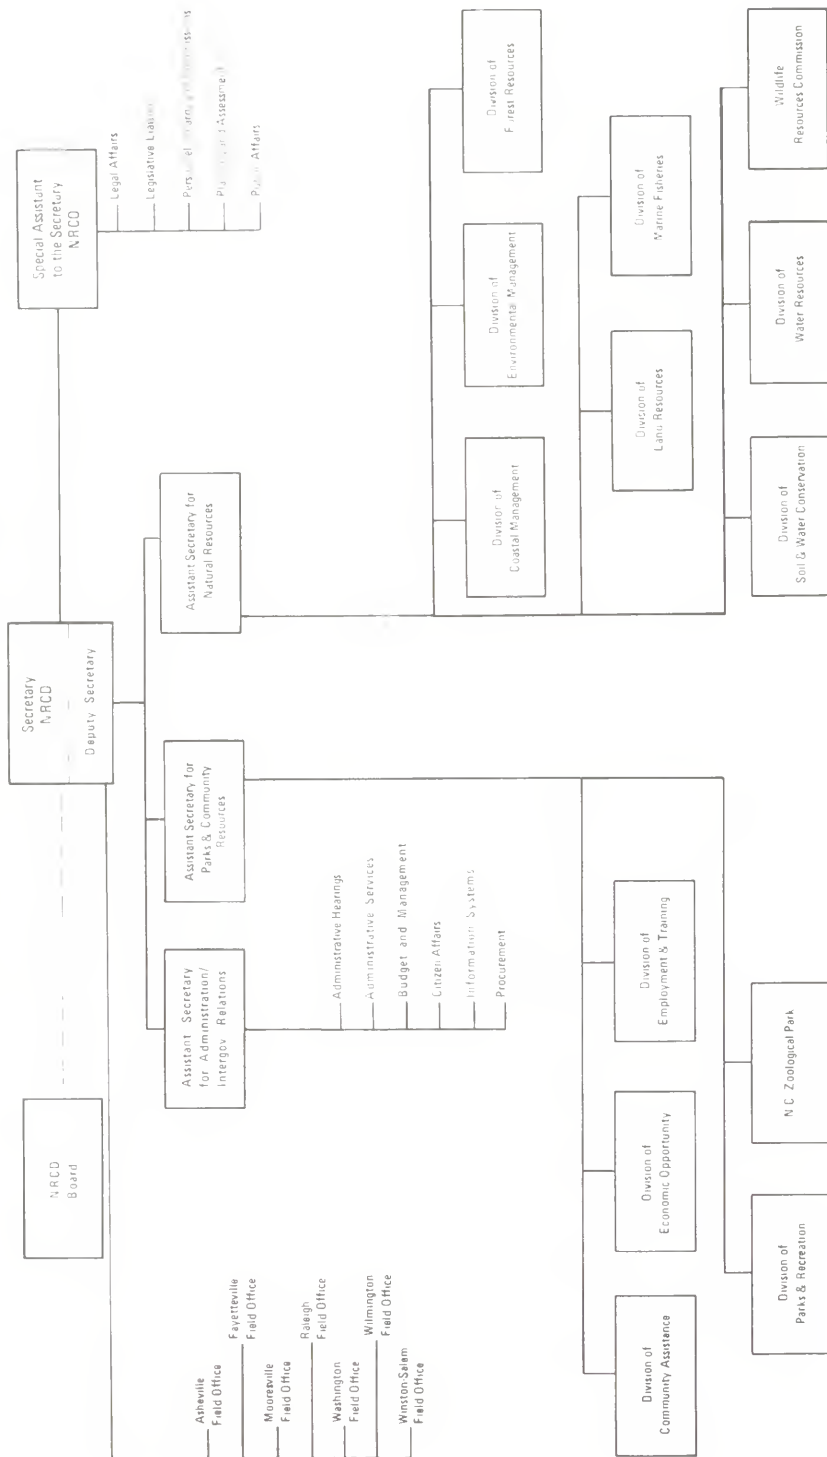 NRCD
Board
Secretary
NRCD
Deputy Secretary
Special Assistant
to the Secretary
NRCD
Legal Affairs
Legislative Liaison
and Assessment
Affairs
Asheville
Field Office
Fayetteville
Field Office
Mooresville
Field Office
Raleigh
Field Office
Washington
Field Office
Wilmington
Field Office
Winston-Salem
Field Office
Assistant Secretary
for Administration/
Intergov Relations
Assistant Secretary for
Parks & Community
Resources
Assistant Secretary for
Natural Resources
Administrative Hearings
Administrative Services
Budget and Management
Citizen Affairs
Information Systems
Procurement
Division of
Community Assistance
Division of
Economic Opportunity
Division of
Employment & Training
Division of
Parks & Recreation
N.C. Zoological Park
Division of
Coastal Management
Division of
Environmental Management
Division of
Forest Resources
Division of
Land Resources
Division of
Marine Fisheries
Division of
Soil & Water Conservation
Division of
Water Resources
Wildlife
Resources Commission